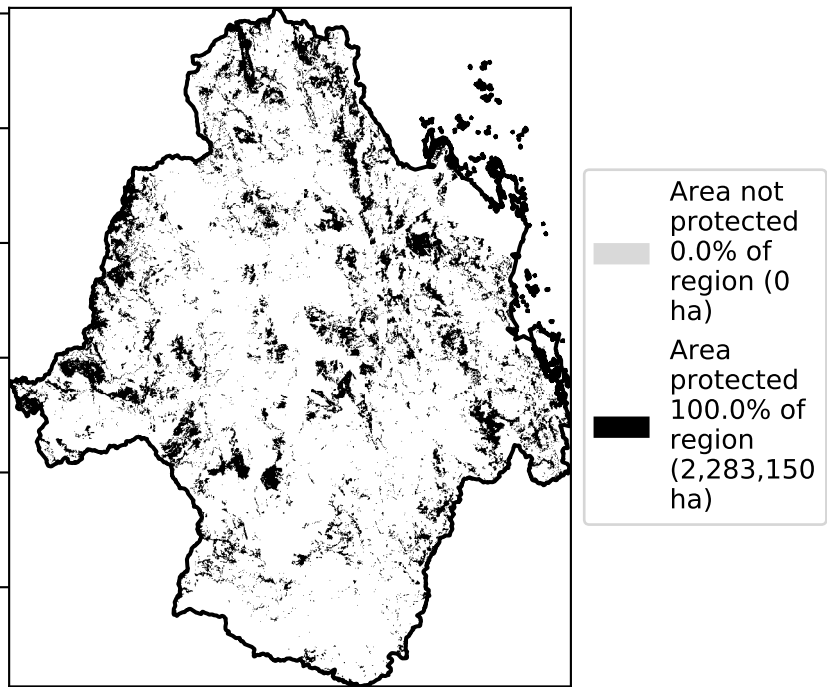 Area not
protected
0.0% of
region (0
ha)
Area
protected
100.0% of
region
(2,283,150
ha)